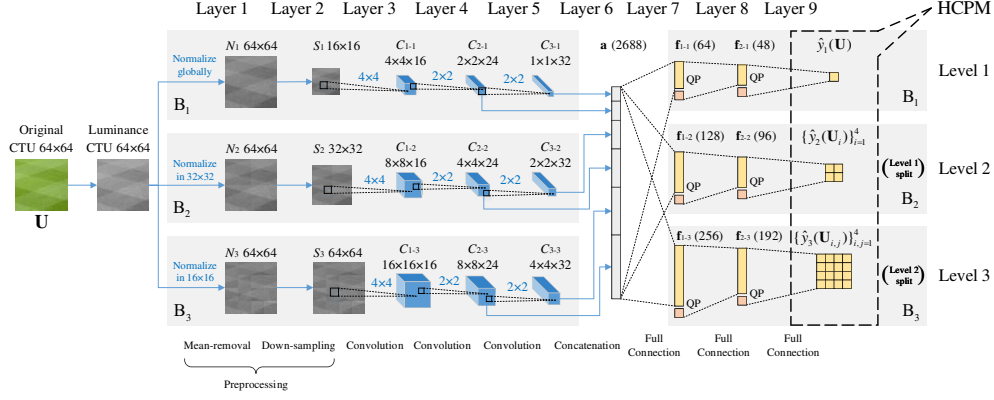 Layer 1 Layer 2 Layer 3 Layer 4 Layer 5 Layer 6 Layer 7 Layer 8 Layer 9
HCPM
N1 64×64 S1 16×16 C1-1 C2-1 C3-1
4×4×16 2×2×24 1×1×32
Normalize
globally
4×4 2×2 2×2
B1
a (2688)
f1-1 (64) f2-1 (48) ŷ1(U)
QP QP
Level 1
B1
Original
CTU 64×64
U
Luminance
CTU 64×64
N2 64×64 S2 32×32 C1-2 C2-2 C3-2
8×8×16 4×4×24 2×2×32
Normalize
in 32×32
4×4 2×2 2×2
B2
f1-2 (128) f2-2 (96) {ŷ2(Ui)}4i=1
QP QP
(Level 1
split)
Level 2
B2
N3 64×64 S3 64×64 C1-3 C2-3 C3-3
16×16×16 8×8×24 4×4×32
Normalize
in 16×16
4×4 2×2 2×2
B3
f1-3 (256) f2-3 (192) {ŷ3(Ui,j)}4i,j=1
QP QP
(Level 2
split)
Level 3
B3
Mean-removal Down-sampling Convolution Convolution Convolution Concatenation Full
Connection Full
Connection Full
Connection
Preprocessing